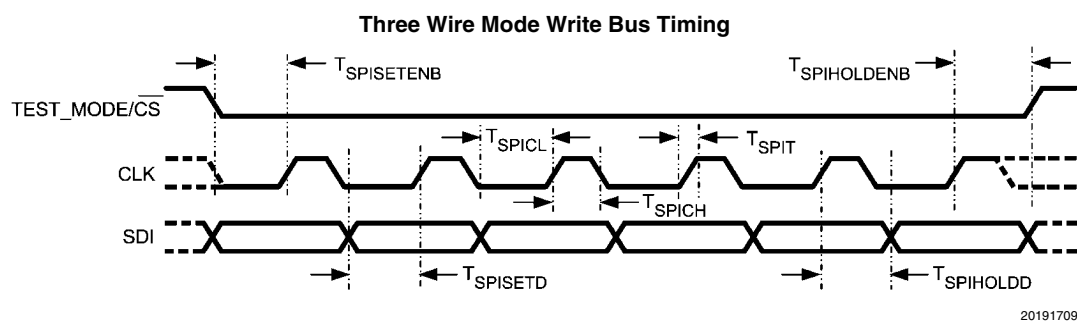 Three Wire Mode Write Bus Timing
TSPISETENB
TSPIHOLDENB
TEST_MODE/CS
TSPICL
TSPIT
CLK
TSPICH
SDI
TSPISETD
TSPIHOLDD
20191709